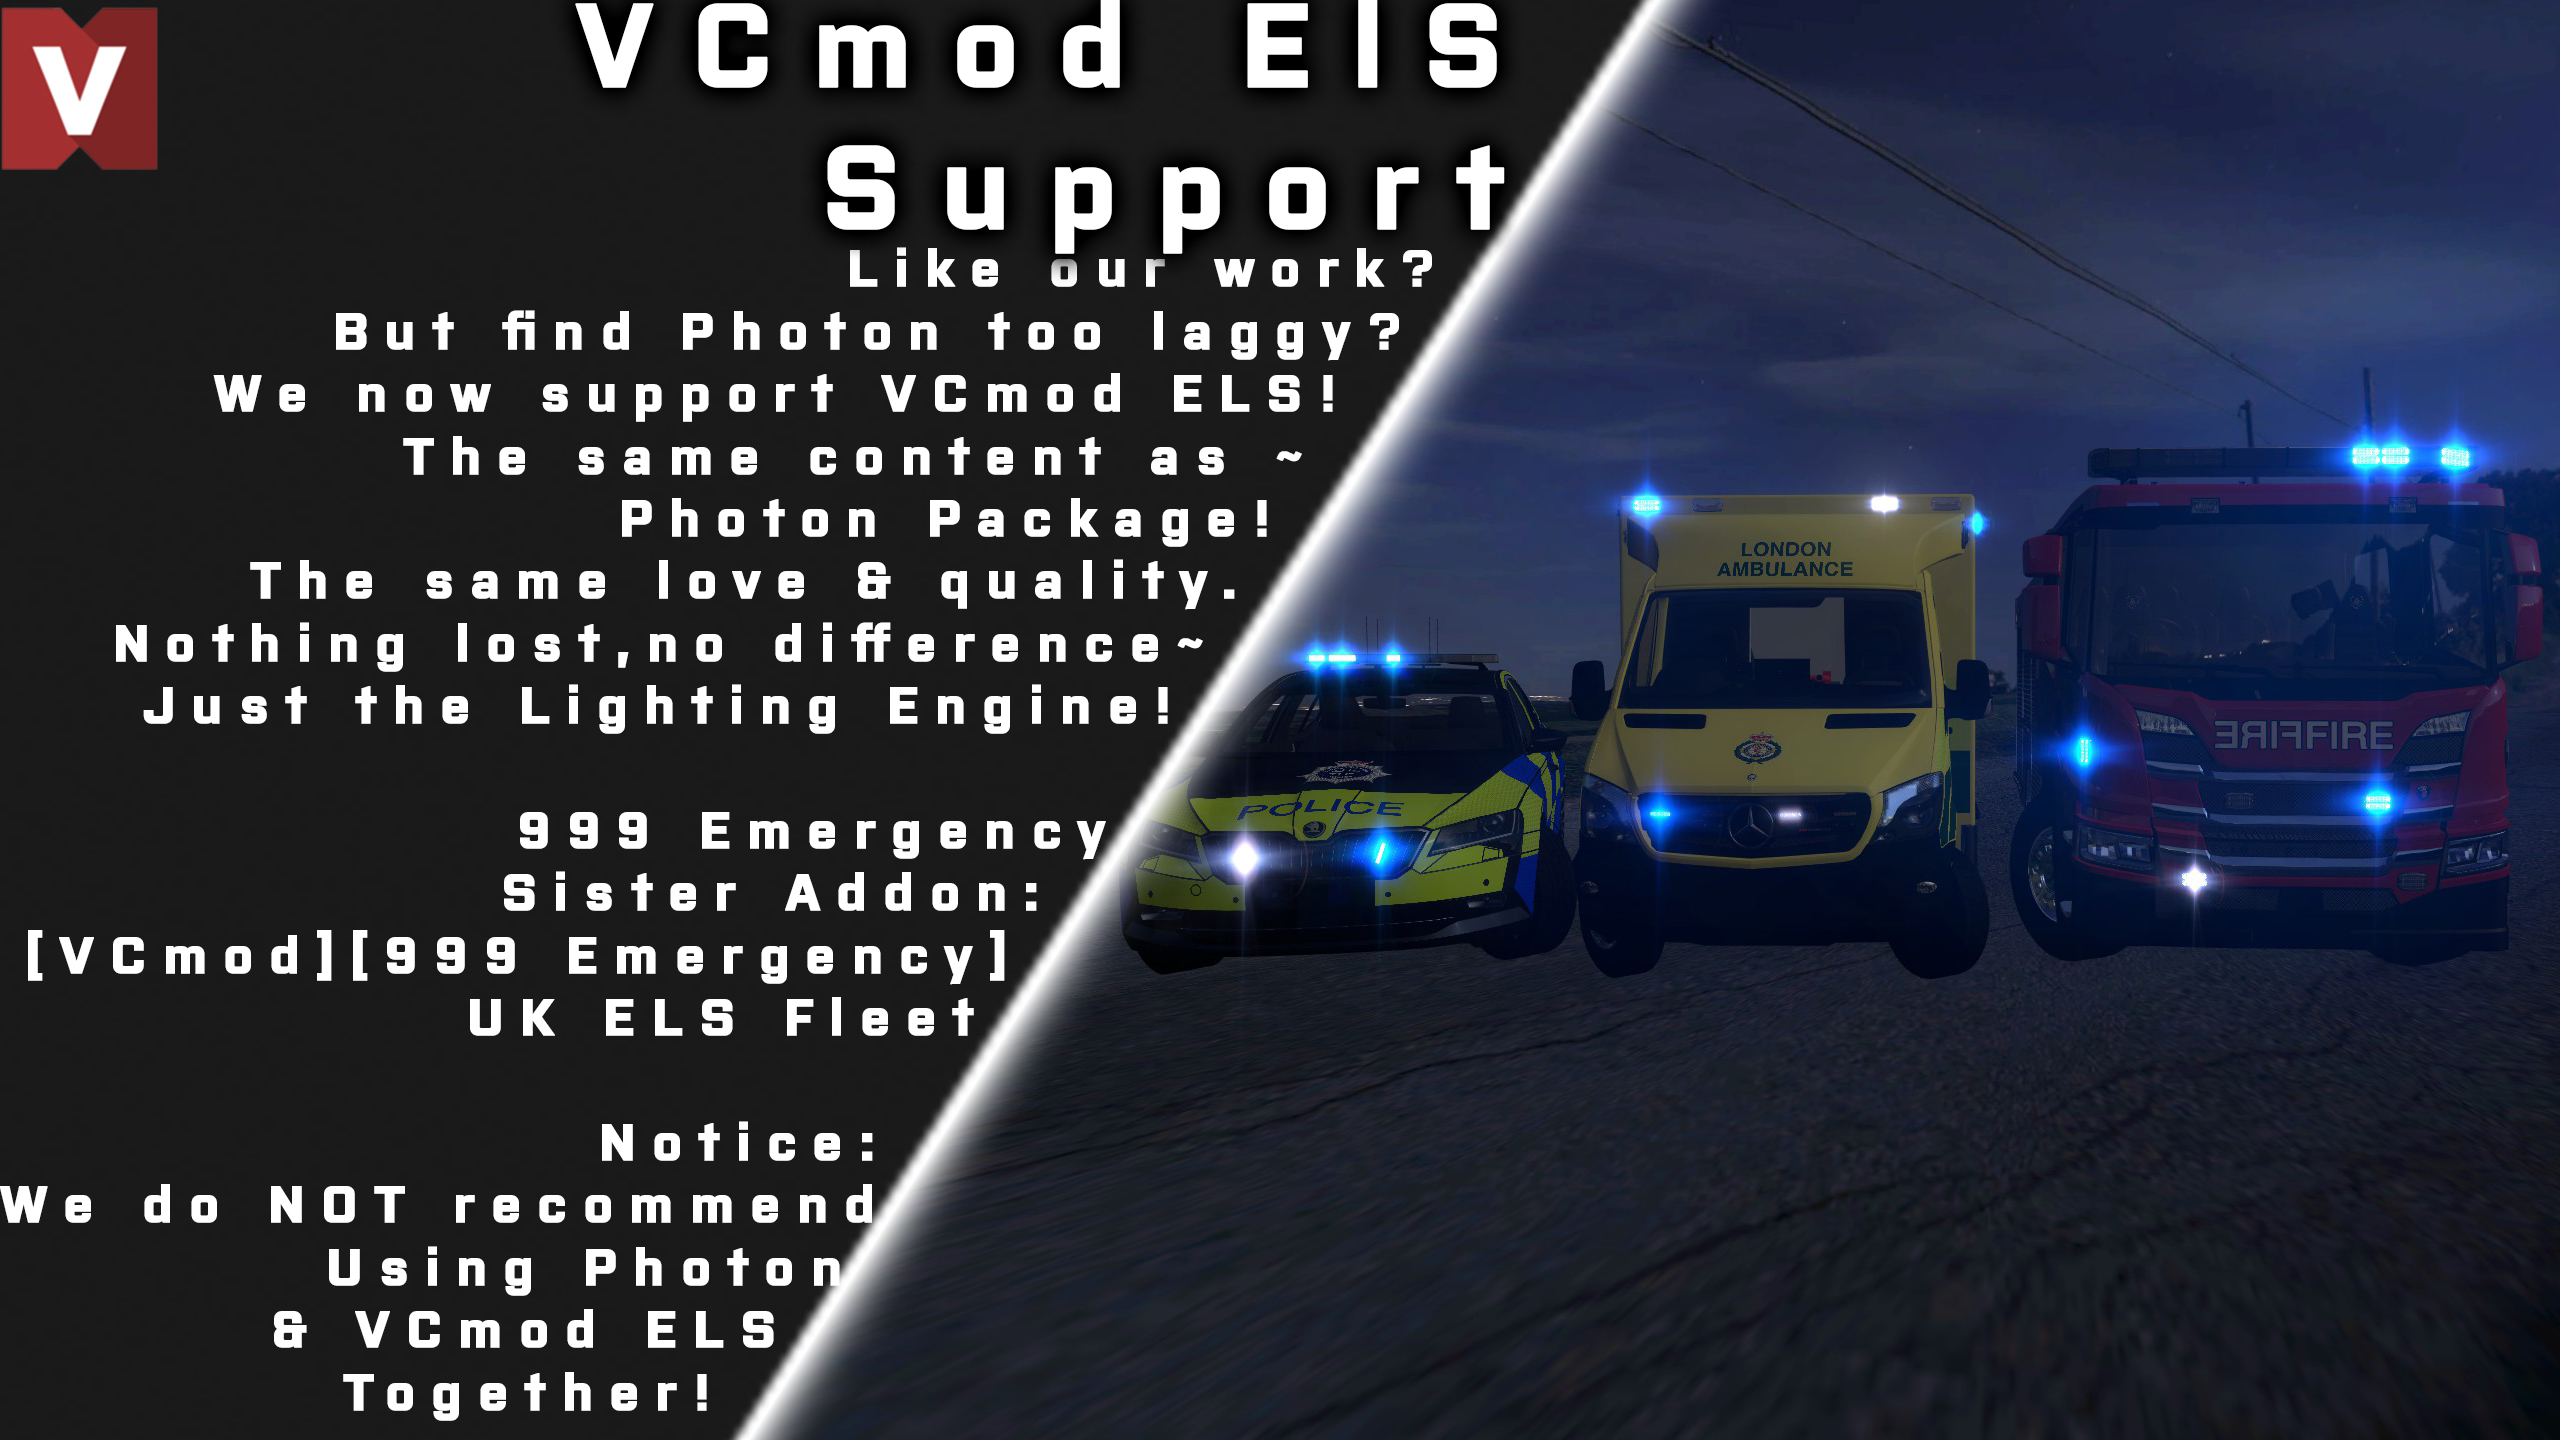 V
VCmod ElS
Support
Like our work?
But find Photon too laggy?
We now support VCmod ELS!
The same content as ~
Photon Package!
The same love & quality.
Nothing lost,no difference~
Just the Lighting Engine!
999 Emergency
Sister Addon:
[VCmod][999 Emergency]
UK ELS Fleet
Notice:
We do NOT recommend
Using Photon
& VCmod ELS
Together!
LONDON
AMBULANCE
POLICE
ƎЯIFFIRE